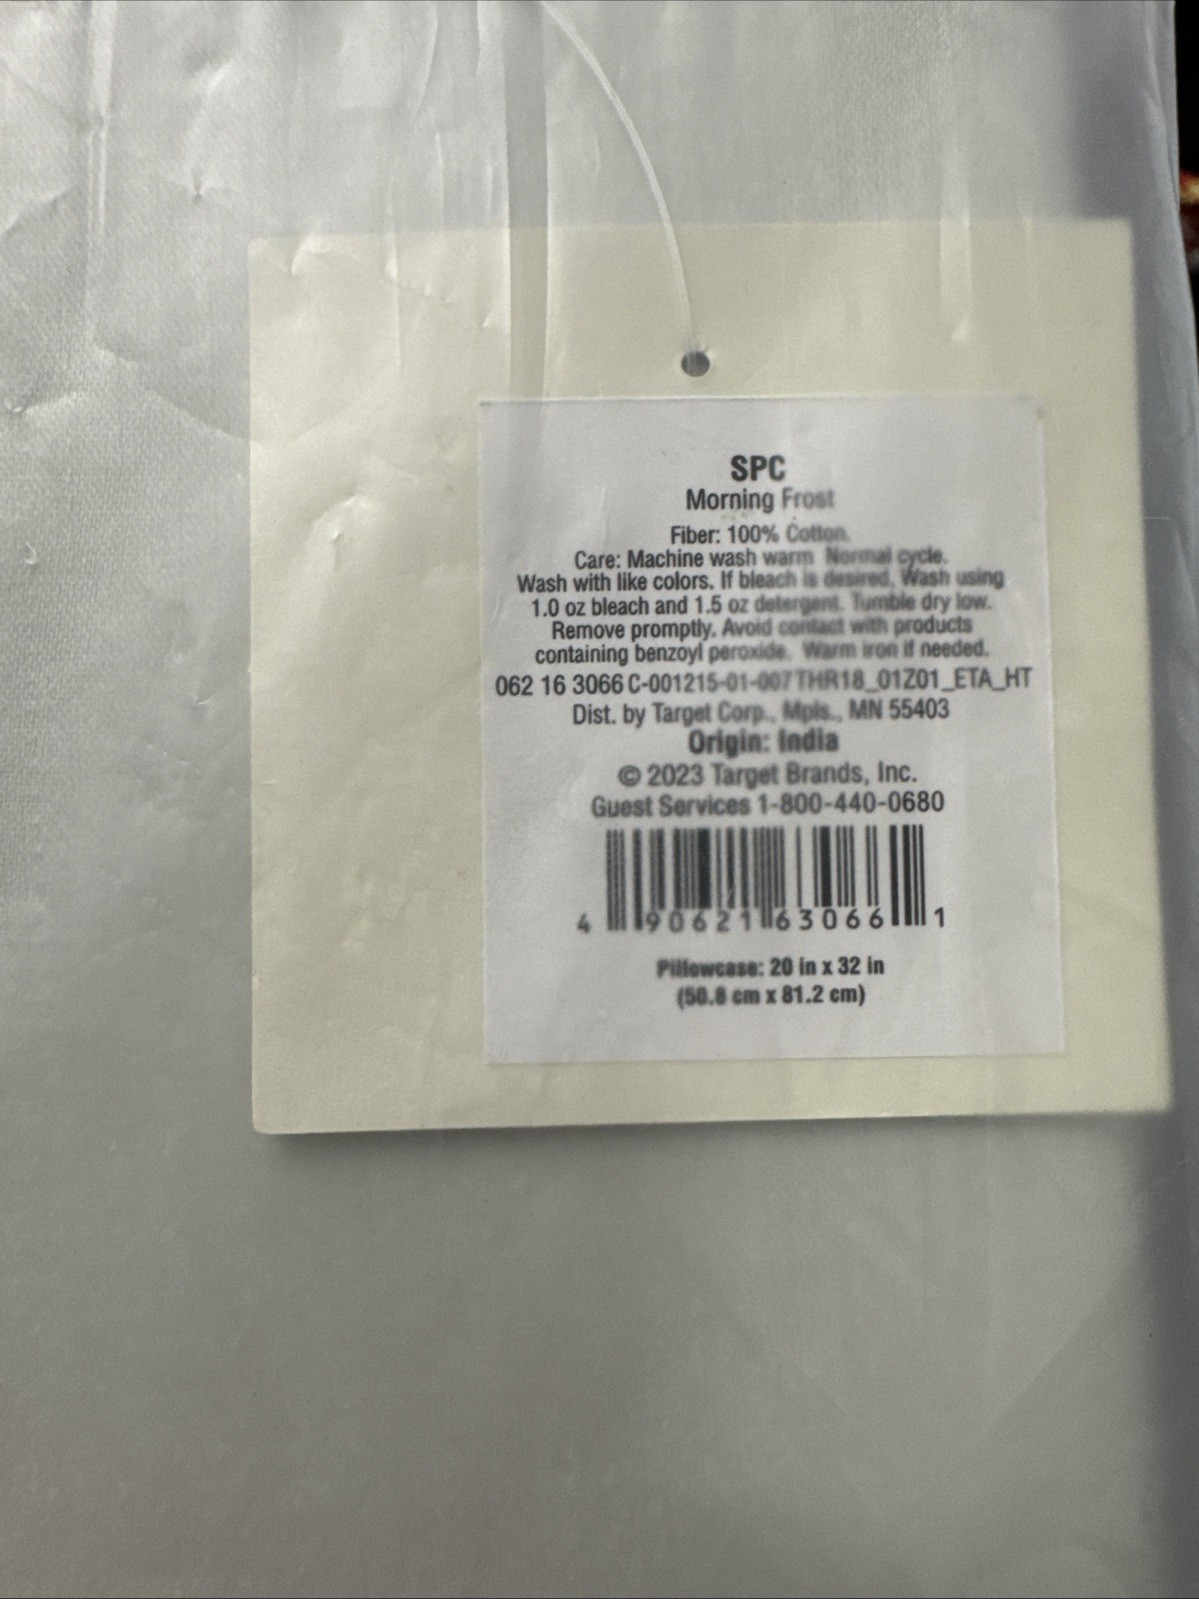 SPC
Morning Frost
Fiber: 100% Cotton.
Care: Machine wash warm Normal cycle.
Wash with like colors. If bleach is desired, Wash using
1.0 oz bleach and 1.5 oz detergent. Tumble dry low.
Remove promptly. Avoid contact with products
containing benzoyl peroxide. Warm iron if needed.
062 16 3066 C-001215-01-007 THR18_01Z01_ETA_HT
Dist. by Target Corp., Mpls., MN 55403
Origin: India
© 2023 Target Brands, Inc.
Guest Services 1-800-440-0680
4 90621 63066 1
Pillowcase: 20 in x 32 in
(50.8 cm x 81.2 cm)